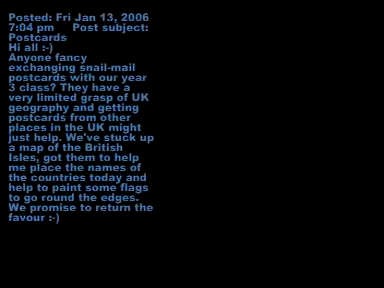 Posted: Fri Jan 13, 2006
7:04 pm Post subject:
Postcards
Hi all :-)
Anyone fancy
exchanging snail-mail
postcards with our year
3 class? They have a
very limited grasp of UK
geography and getting
postcards from other
places in the UK might
just help. We've stuck up
a map of the British
Isles, got them to help
me place the names of
the countries today and
help to paint some flags
to go round the edges.
We promise to return the
favour :-)